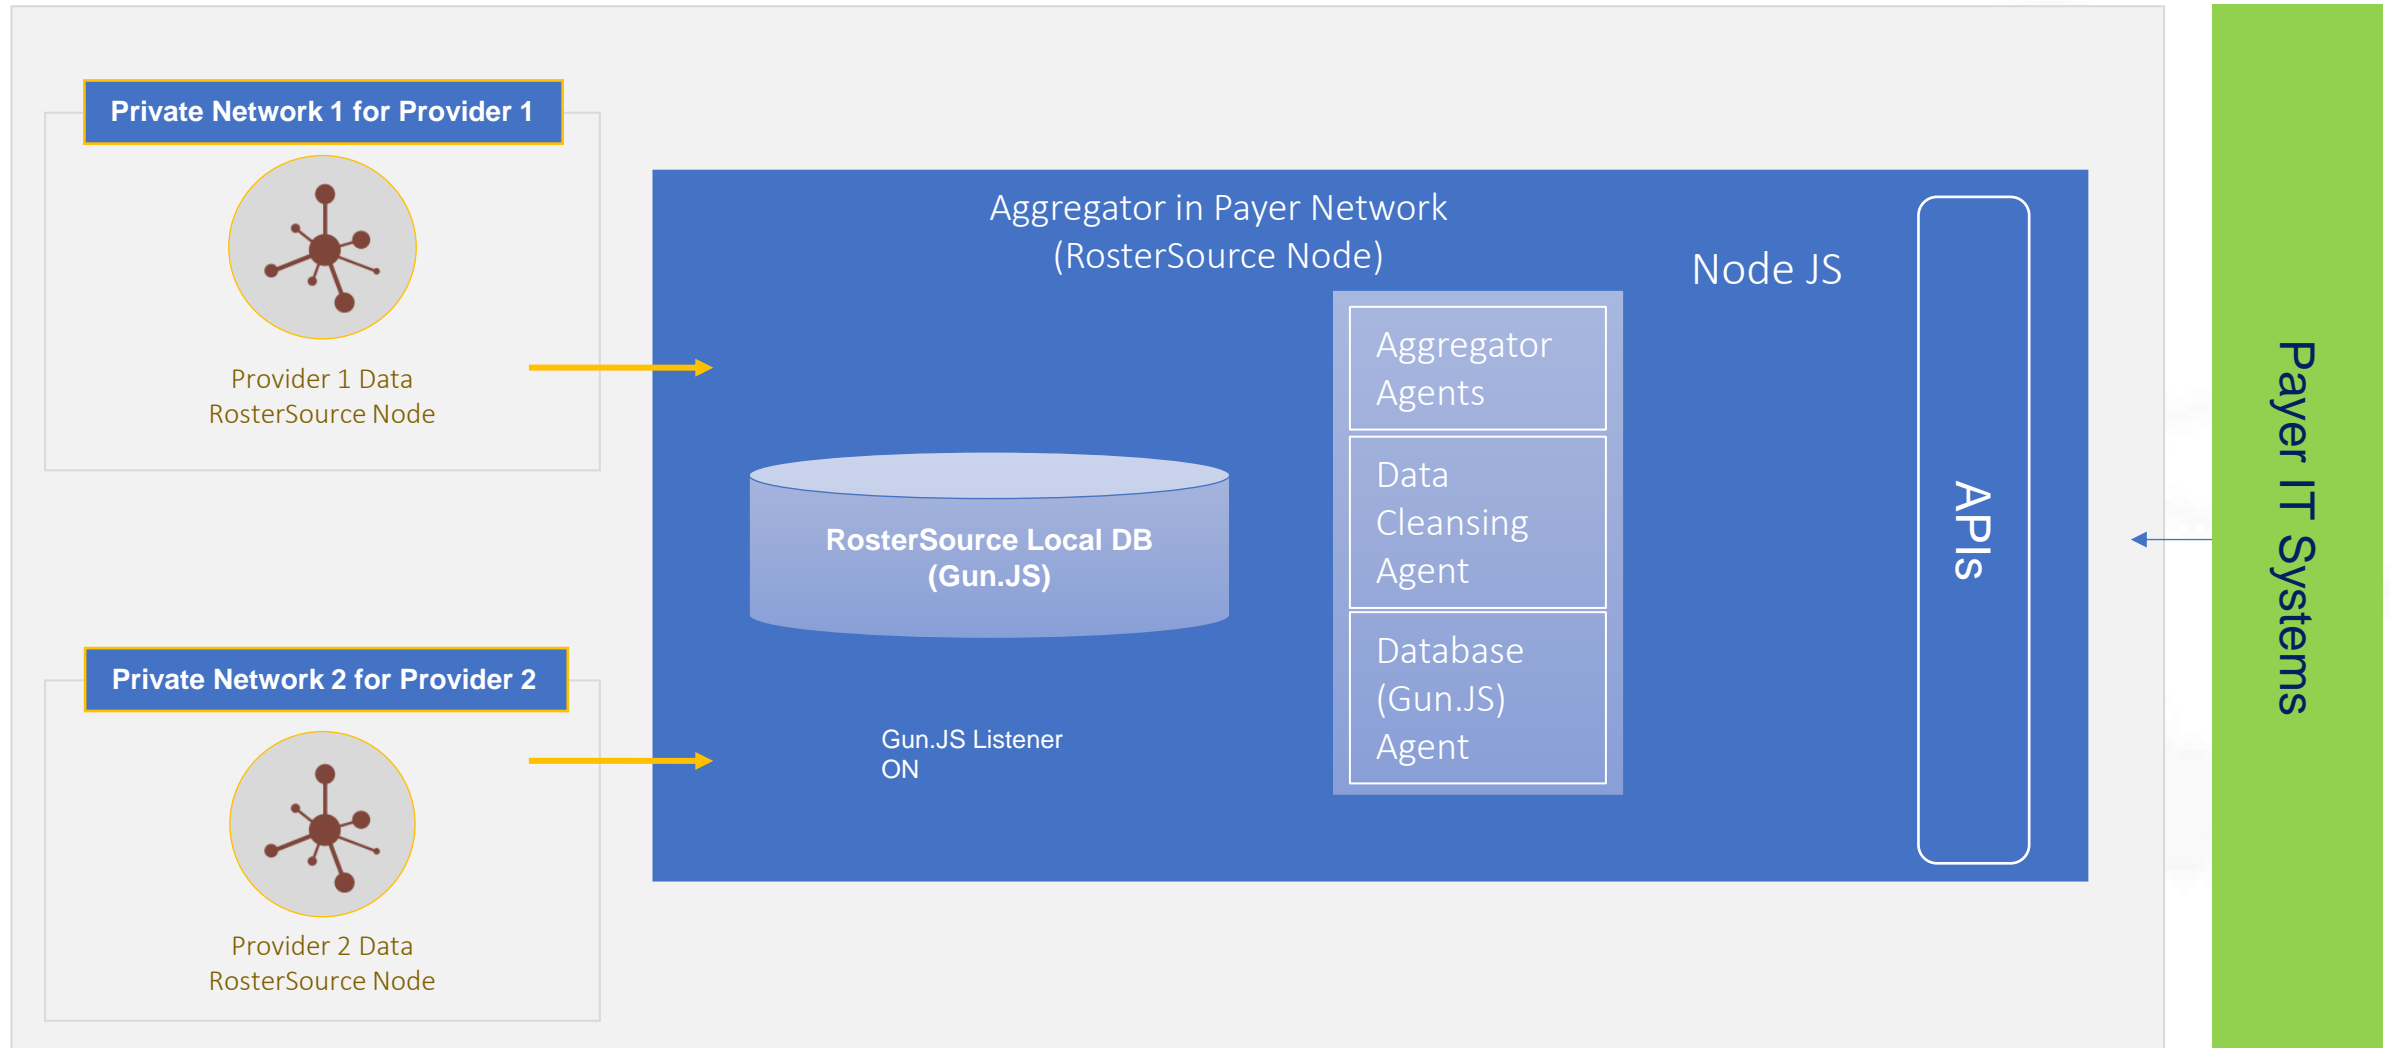 Private Network 1 for Provider 1
Provider 1 Data
RosterSource Node
Private Network 2 for Provider 2
Provider 2 Data
RosterSource Node
Aggregator in Payer Network
(RosterSource Node)
Node JS
RosterSource Local DB
(Gun.JS)
Gun.JS Listener
ON
Aggregator
Agents
Data
Cleansing
Agent
Database
(Gun.JS)
Agent
APIs
Payer IT Systems